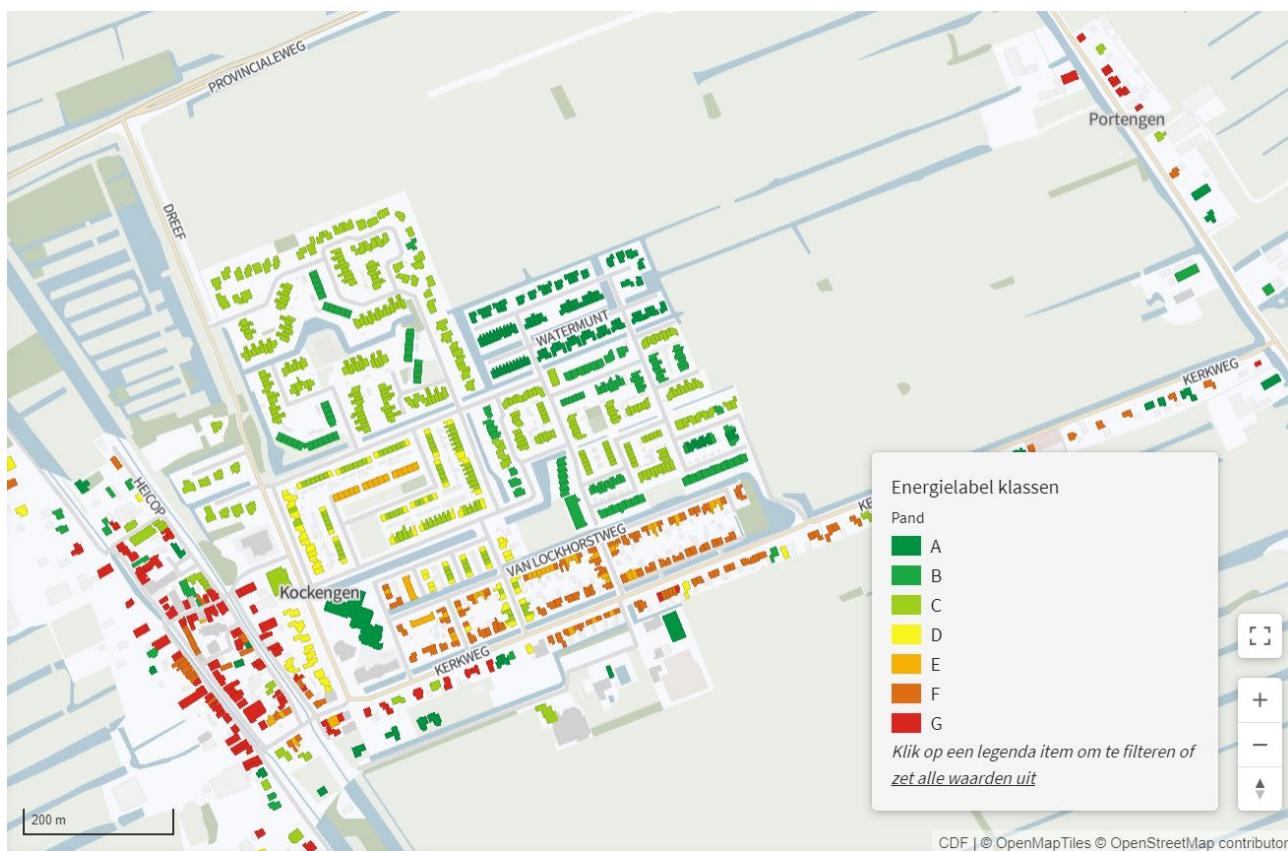 PROVINCIALEWEG
Portengen
DREEF
WATERMUNT
KERKWEG
HEICOP
Energielabel klassen
Pand
A
B
C
D
E
F
G
Klik op een legenda item om te filteren of
zet alle waarden uit
KE
VAN LOCKHORSTWEG
Kockengen
KERKWEG
200 m
CDF | © OpenMapTiles © OpenStreetMap contributor